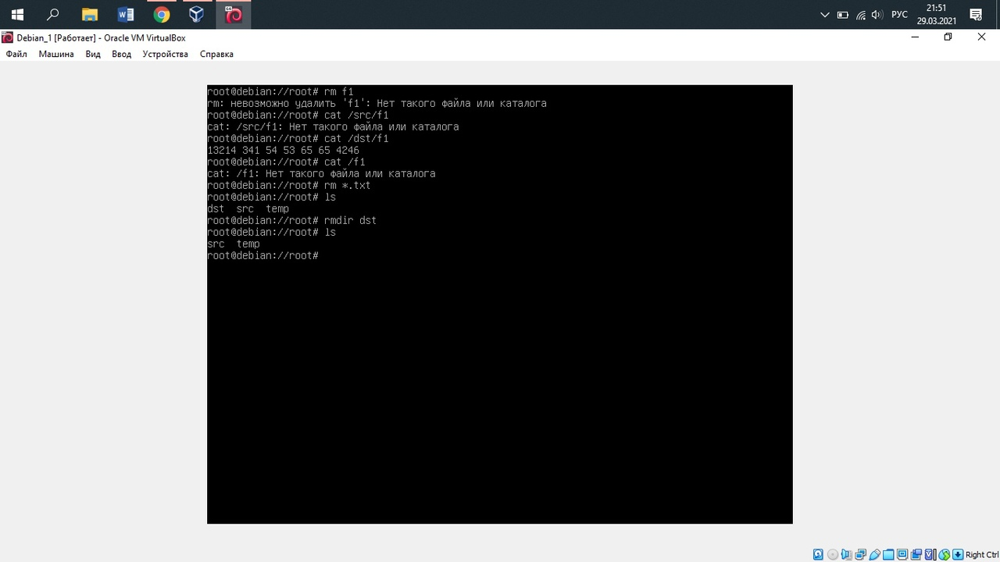 21:51
РУС
29.03.2021
Debian_1 [Работает] - Oracle VM VirtualBox
Файл Машина Вид Ввод Устройства Справка
root@debian://root# rm f1
rm: невозможно удалить 'f1': Нет такого файла или каталога
root@debian://root# cat /src/f1
cat: /src/f1: Нет такого файла или каталога
root@debian://root# cat /dst/f1
13214 341 54 53 65 65 4246
root@debian://root# cat /f1
cat: /f1: Нет такого файла или каталога
root@debian://root# rm *.txt
root@debian://root# ls
dst src temp
root@debian://root# rmdir dst
root@debian://root# ls
src temp
root@debian://root#
Right Ctrl